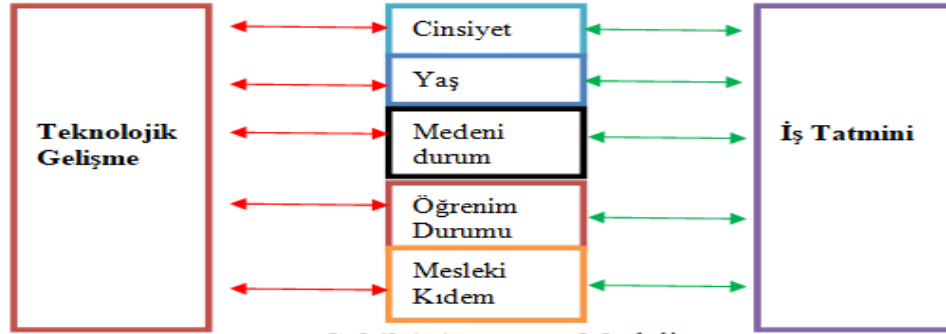 Cinsiyet
Yaş
Teknolojik
Gelişme
Medeni
durum
İş Tatmini
Öğrenim
Durumu
Mesleki
Kıdem